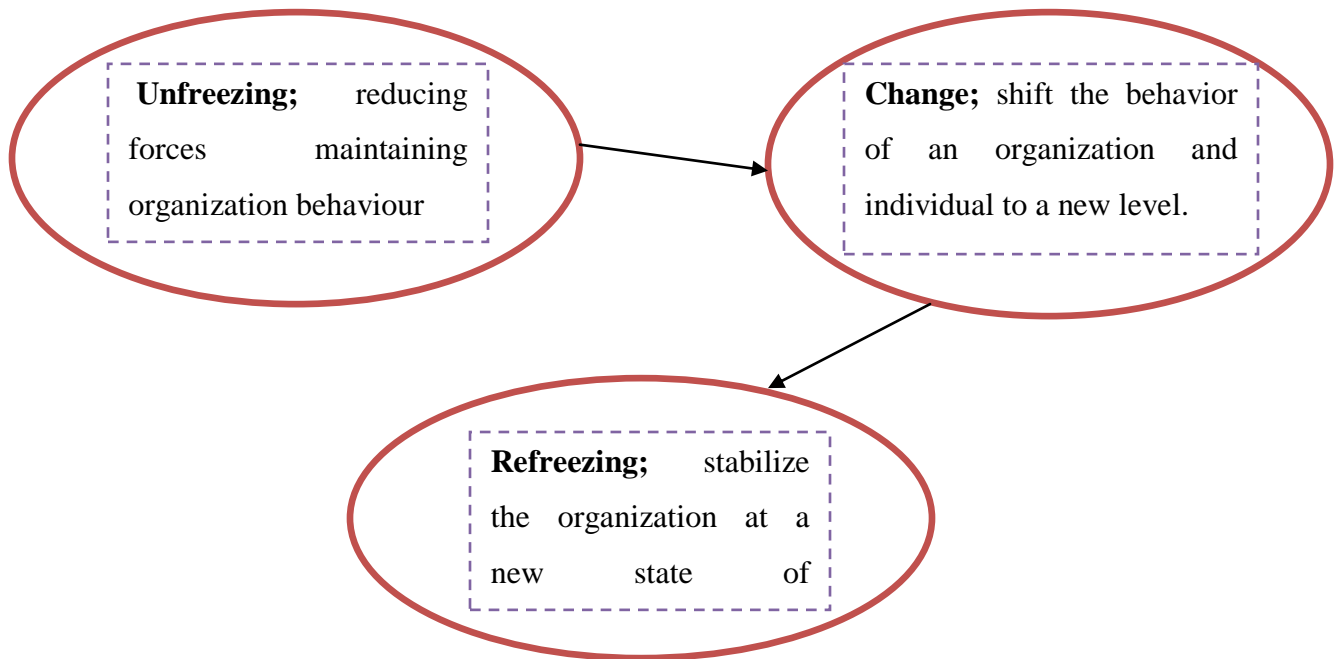 Unfreezing; reducing
forces maintaining
organization behaviour
Change; shift the behavior
of an organization and
individual to a new level.
Refreezing; stabilize
the organization at a
new state of